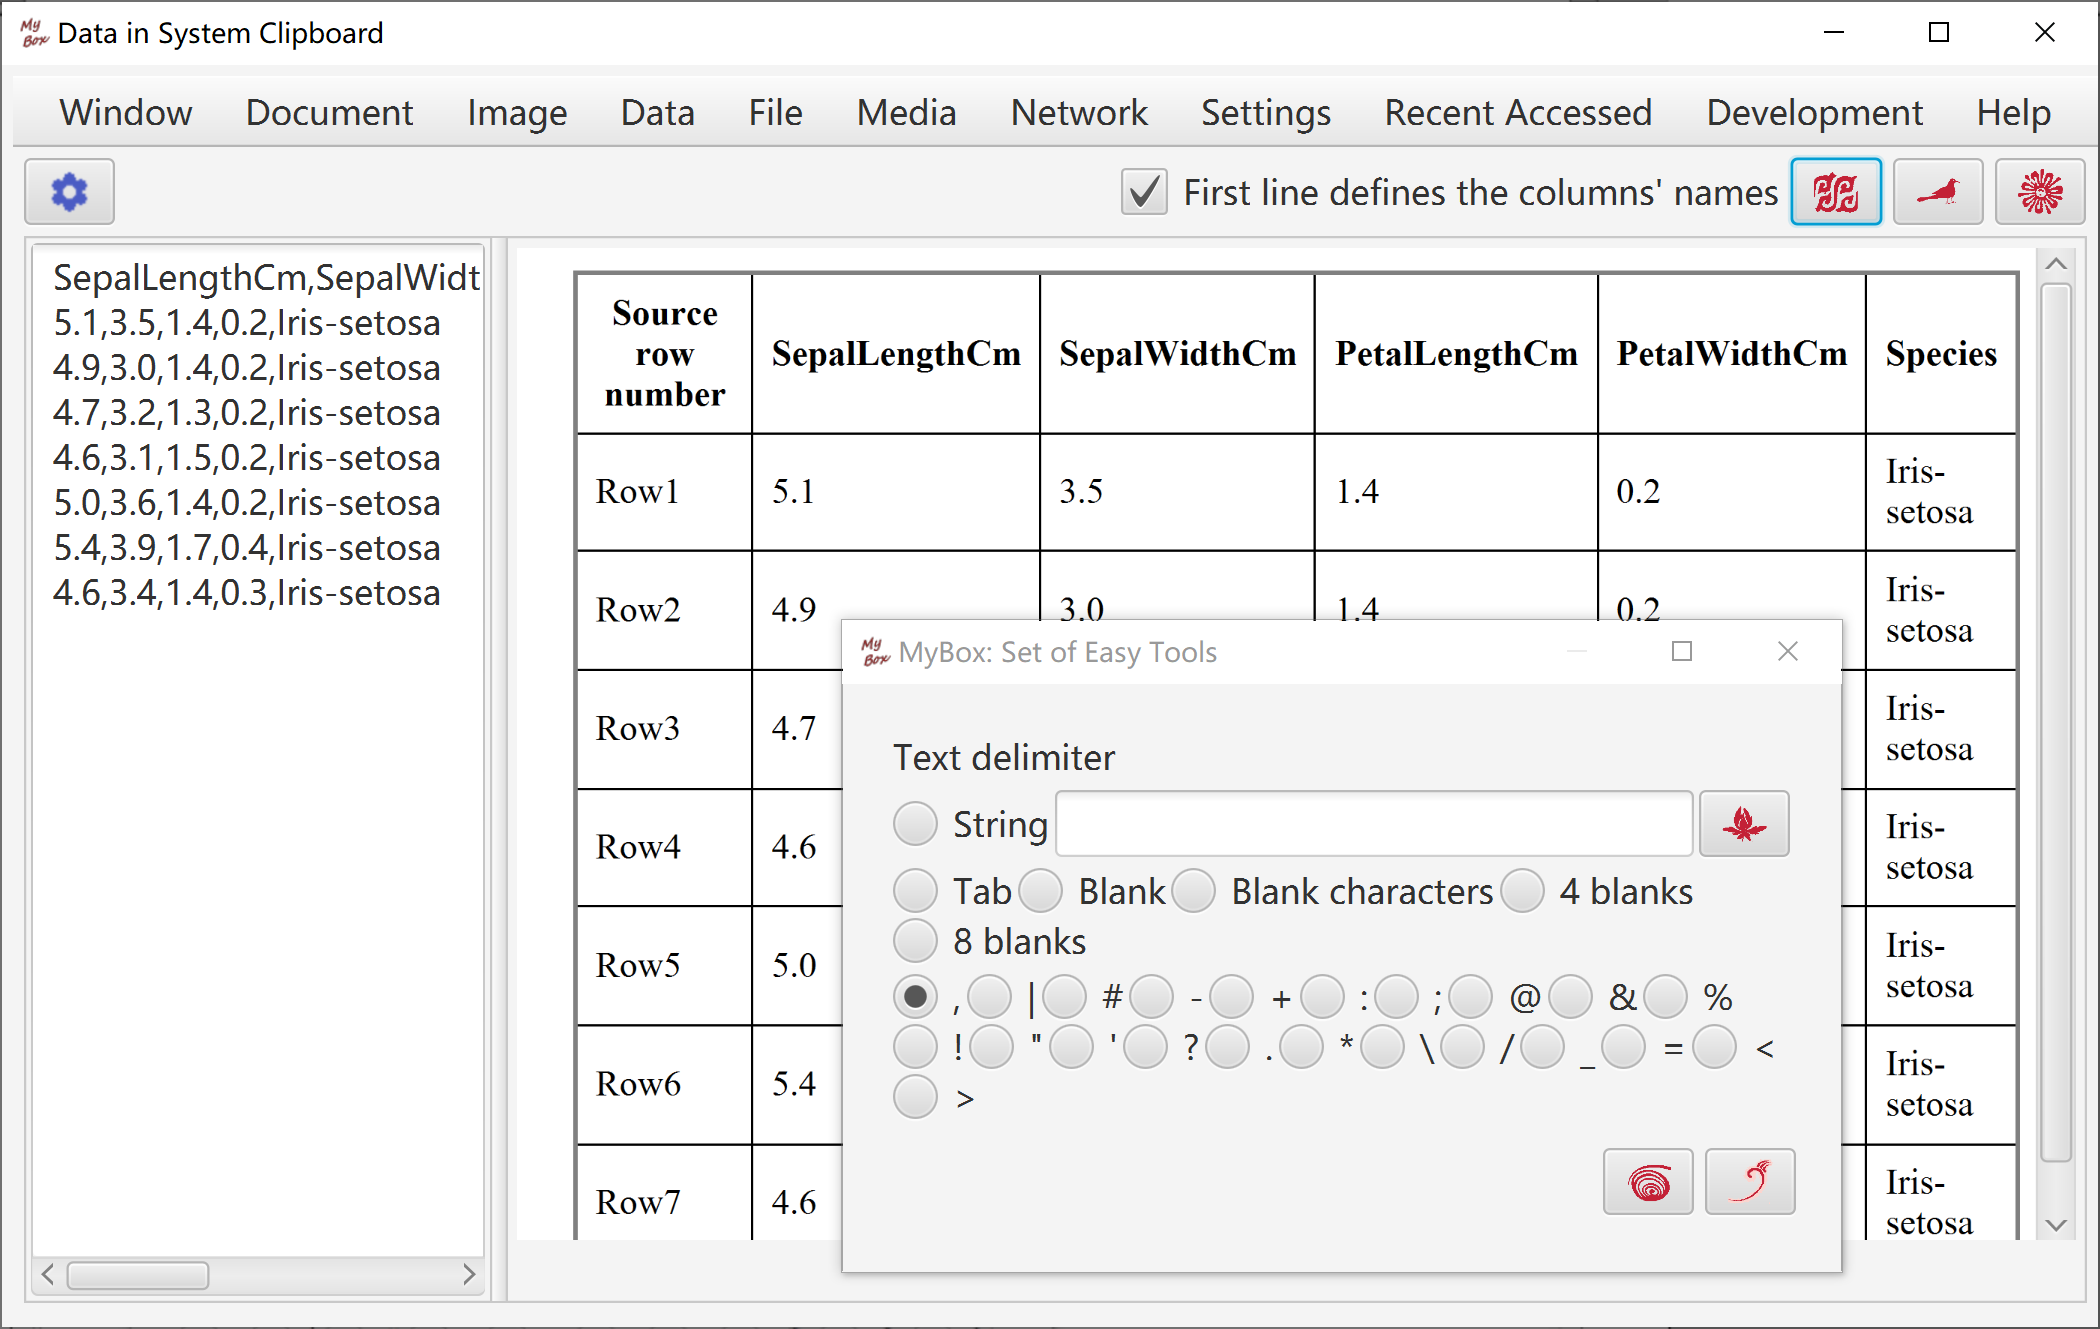 My Box Data in System Clipboard
Window Document Image Data File Media Network Settings Recent Accessed Development Help
First line defines the columns' names
SepalLengthCm,SepalWidt
5.1,3.5,1.4,0.2,Iris-setosa
4.9,3.0,1.4,0.2,Iris-setosa
4.7,3.2,1.3,0.2,Iris-setosa
4.6,3.1,1.5,0.2,Iris-setosa
5.0,3.6,1.4,0.2,Iris-setosa
5.4,3.9,1.7,0.4,Iris-setosa
4.6,3.4,1.4,0.3,Iris-setosa
Source row number SepalLengthCm SepalWidthCm PetalLengthCm PetalWidthCm Species
Row1 5.1 3.5 1.4 0.2 Iris-setosa
Row2 4.9 3.0 1.4 0.2 Iris-setosa
Row3 4.7 Iris-setosa
Row4 4.6 Iris-setosa
Row5 5.0 Iris-setosa
Row6 5.4 Iris-setosa
Row7 4.6 Iris-setosa
My Box MyBox: Set of Easy Tools
Text delimiter
String
Tab Blank Blank characters 4 blanks
8 blanks
, | # - + : ; @ & %
! " ' ? . * \ / _ = <
>